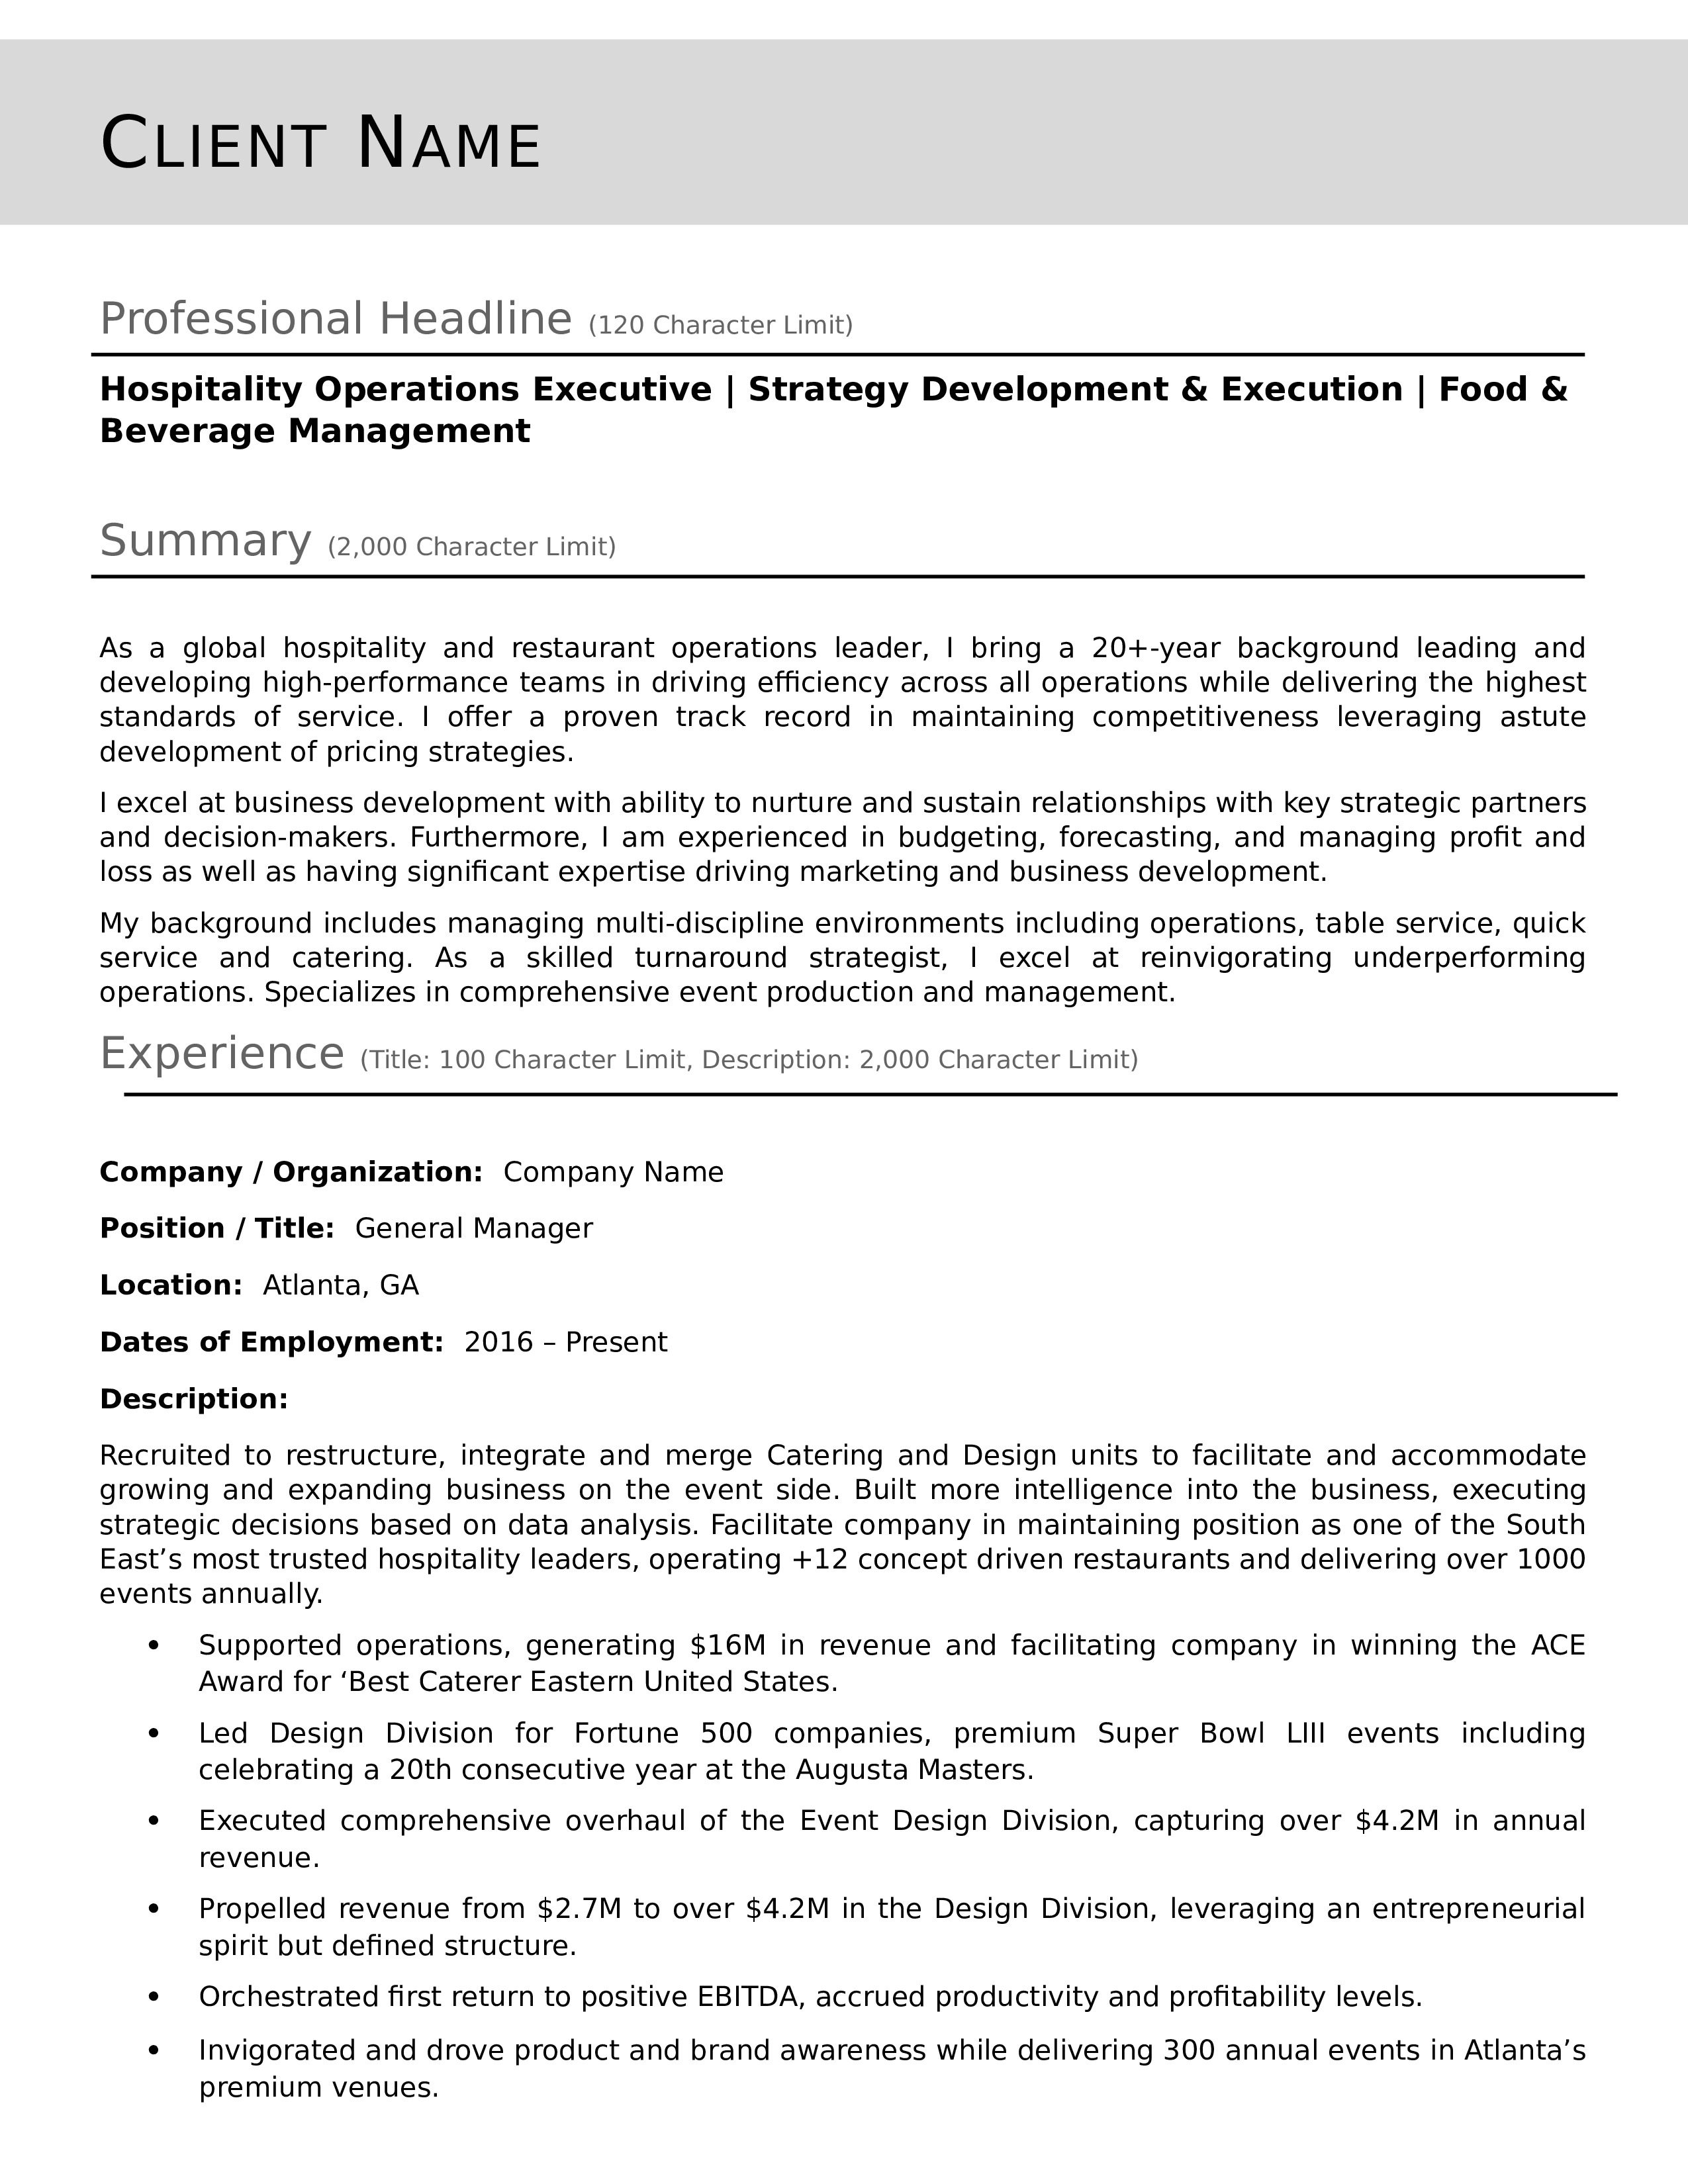 CLIENT NAME
Professional Headline (120 Character Limit)
Hospitality Operations Executive | Strategy Development & Execution | Food &
Beverage Management
Summary (2,000 Character Limit)
As a global hospitality and restaurant operations leader, I bring a 20+-year background leading and
developing high-performance teams in driving efficiency across all operations while delivering the highest
standards of service. I offer a proven track record in maintaining competitiveness leveraging astute
development of pricing strategies.
I excel at business development with ability to nurture and sustain relationships with key strategic partners
and decision-makers. Furthermore, I am experienced in budgeting, forecasting, and managing profit and
loss as well as having significant expertise driving marketing and business development.
My background includes managing multi-discipline environments including operations, table service, quick
service and catering. As a skilled turnaround strategist, I excel at reinvigorating underperforming
operations. Specializes in comprehensive event production and management.
Experience (Title: 100 Character Limit, Description: 2,000 Character Limit)
Company / Organization: Company Name
Position / Title: General Manager
Location: Atlanta, GA
Dates of Employment: 2016 – Present
Description:
Recruited to restructure, integrate and merge Catering and Design units to facilitate and accommodate
growing and expanding business on the event side. Built more intelligence into the business, executing
strategic decisions based on data analysis. Facilitate company in maintaining position as one of the South
East’s most trusted hospitality leaders, operating +12 concept driven restaurants and delivering over 1000
events annually.
• Supported operations, generating $16M in revenue and facilitating company in winning the ACE
Award for ‘Best Caterer Eastern United States.
• Led Design Division for Fortune 500 companies, premium Super Bowl LIII events including
celebrating a 20th consecutive year at the Augusta Masters.
• Executed comprehensive overhaul of the Event Design Division, capturing over $4.2M in annual
revenue.
• Propelled revenue from $2.7M to over $4.2M in the Design Division, leveraging an entrepreneurial
spirit but defined structure.
• Orchestrated first return to positive EBITDA, accrued productivity and profitability levels.
• Invigorated and drove product and brand awareness while delivering 300 annual events in Atlanta’s
premium venues.